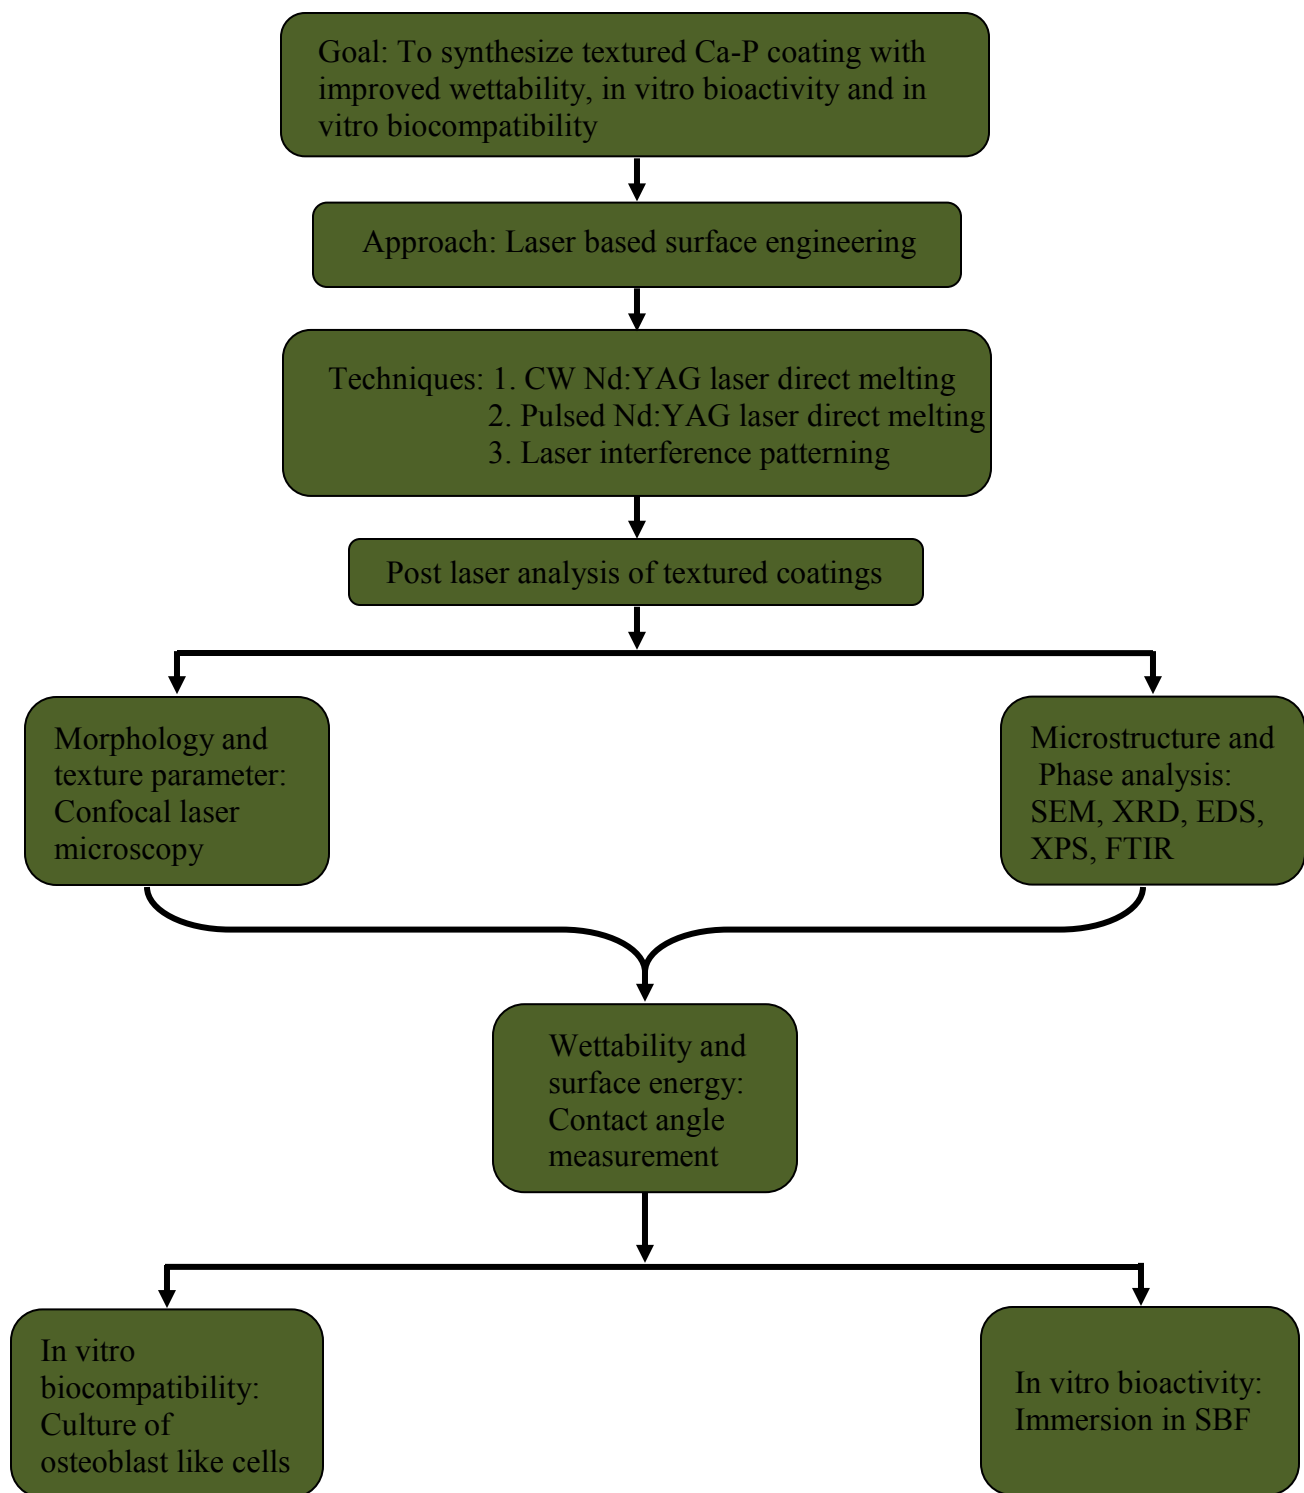 Goal: To synthesize textured Ca-P coating with
improved wettability, in vitro bioactivity and in
vitro biocompatibility
Approach: Laser based surface engineering
Techniques: 1. CW Nd:YAG laser direct melting
2. Pulsed Nd:YAG laser direct melting
3. Laser interference patterning
Post laser analysis of textured coatings
Morphology and
texture parameter:
Confocal laser
microscopy
Microstructure and
Phase analysis:
SEM, XRD, EDS,
XPS, FTIR
Wettability and
surface energy:
Contact angle
measurement
In vitro
biocompatibility:
Culture of
osteoblast like cells
In vitro bioactivity:
Immersion in SBF